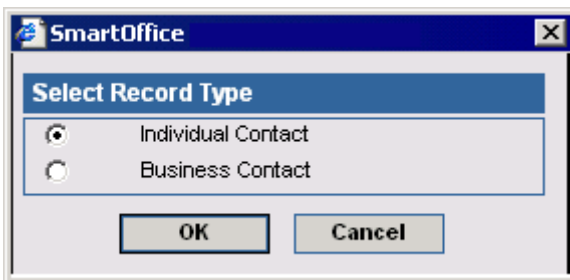 SmartOffice
Select Record Type
Individual Contact
Business Contact
OK Cancel